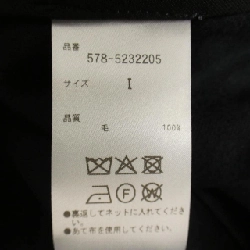 品番
578-5232205
サイズ I
品質
毛 100%
●裏返してネットに入れてくださ
い。
●あて布を使用してください。